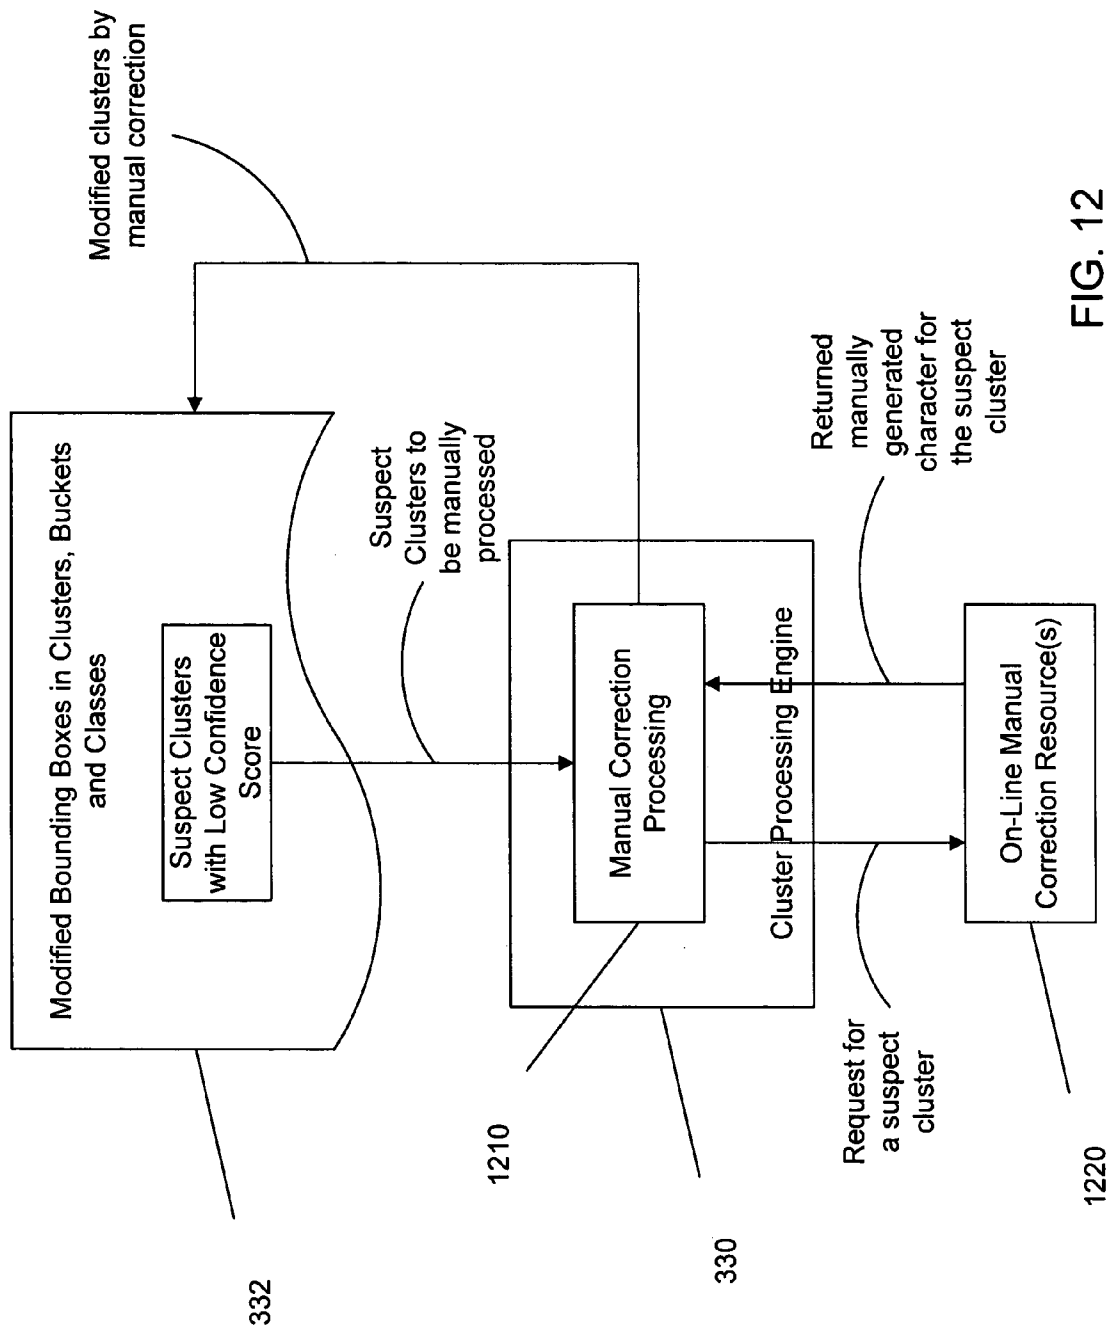 Modified clusters by
manual correction
Modified Bounding Boxes in Clusters, Buckets
and Classes
Suspect Clusters
with Low Confidence
Score
332
Suspect
Clusters to
be manually
processed
1210
Manual Correction
Processing
Cluster Processing Engine
330
Returned
manually
generated
character for
the suspect
cluster
Request for
a suspect
cluster
On-Line Manual
Correction Resource(s)
1220
FIG. 12